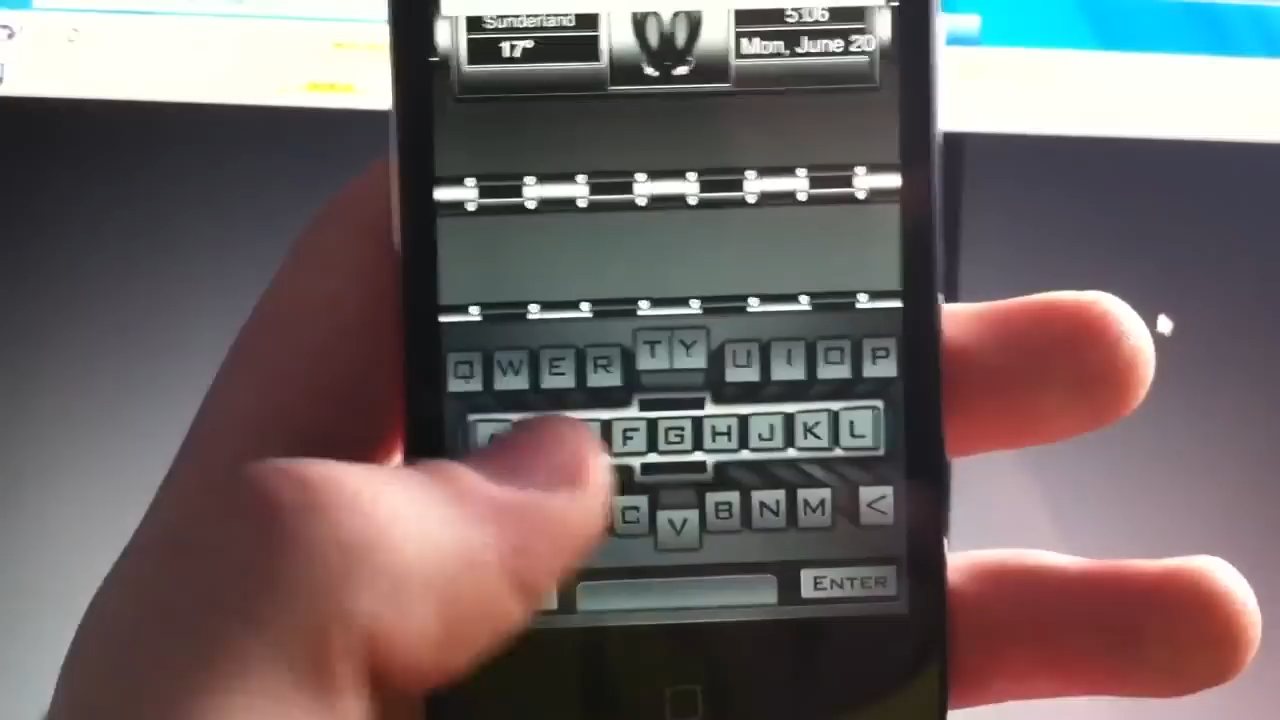 Sunderland
17°
5:06
Mon, June 20
Q W E R T Y U I O P
F G H J K L
C V B N M <
ENTER